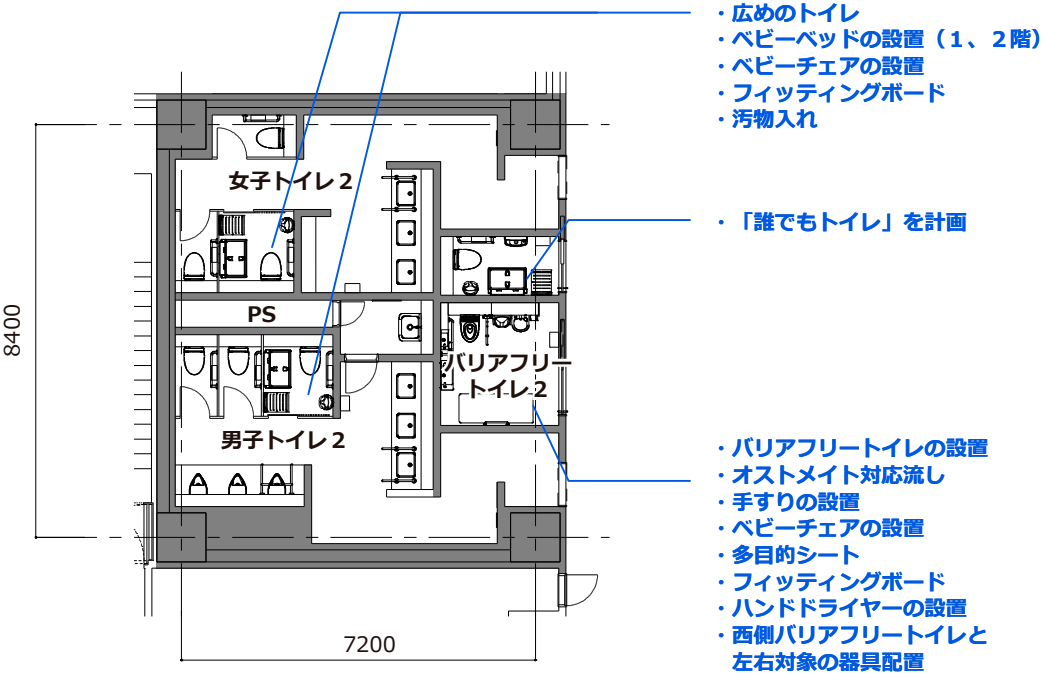 ・広めのトイレ
・ベビーベッドの設置（１、２階）
・ベビーチェアの設置
・フィッティングボード
・汚物入れ
女子トイレ２
・「誰でもトイレ」を計画
PS
8400
バリアフリー
トイレ２
男子トイレ２
・バリアフリートイレの設置
・オストメイト対応流し
・手すりの設置
・ベビーチェアの設置
・多目的シート
・フィッティングボード
・ハンドドライヤーの設置
・西側バリアフリートイレと
左右対象の器具配置
7200